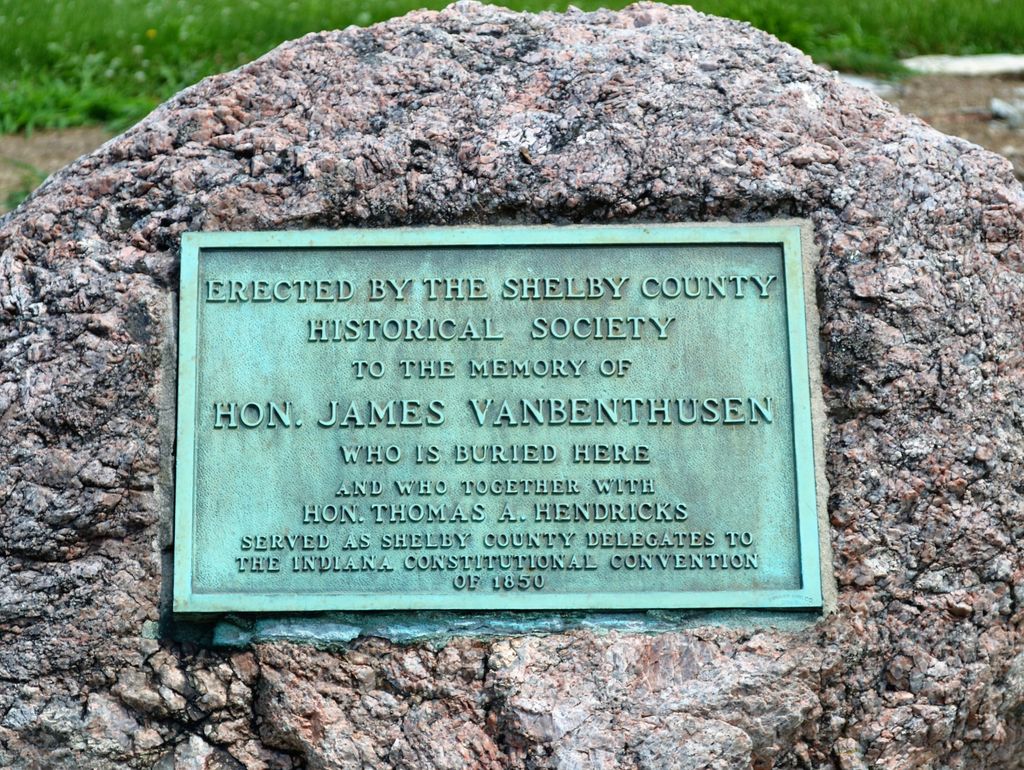 ERECTED BY THE SHELBY COUNTY
HISTORICAL SOCIETY
TO THE MEMORY OF
HON. JAMES VANBENTHUSEN
WHO IS BURIED HERE
AND WHO TOGETHER WITH
HON. THOMAS A. HENDRICKS
SERVED AS SHELBY COUNTY DELEGATES TO
THE INDIANA CONSTITUTIONAL CONVENTION
OF 1850